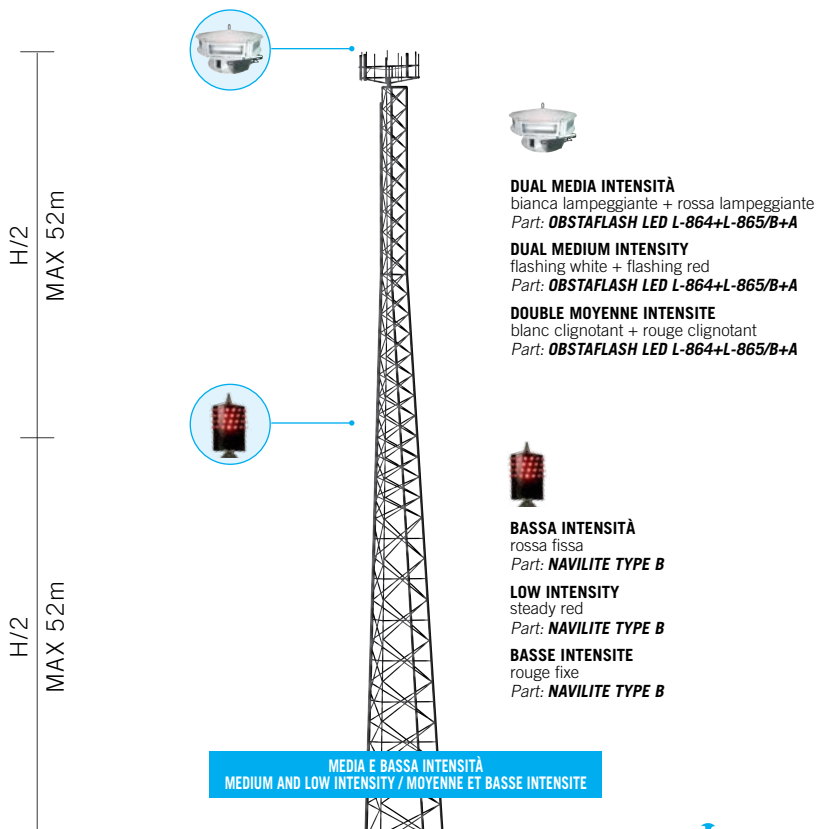 H/2
MAX 52m
DUAL MEDIA INTENSITÀ
bianca lampeggiante + rossa lampeggiante
Part: OBSTAFLASH LED L-864+L-865/B+A
DUAL MEDIUM INTENSITY
flashing white + flashing red
Part: OBSTAFLASH LED L-864+L-865/B+A
DOUBLE MOYENNE INTENSITE
blanc clignotant + rouge clignotant
Part: OBSTAFLASH LED L-864+L-865/B+A
H/2
MAX 52m
BASSA INTENSITÀ
rossa fissa
Part: NAVILITE TYPE B
LOW INTENSITY
steady red
Part: NAVILITE TYPE B
BASSE INTENSITE
rouge fixe
Part: NAVILITE TYPE B
MEDIA E BASSA INTENSITÀ
MEDIUM AND LOW INTENSITY / MOYENNE ET BASSE INTENSITE